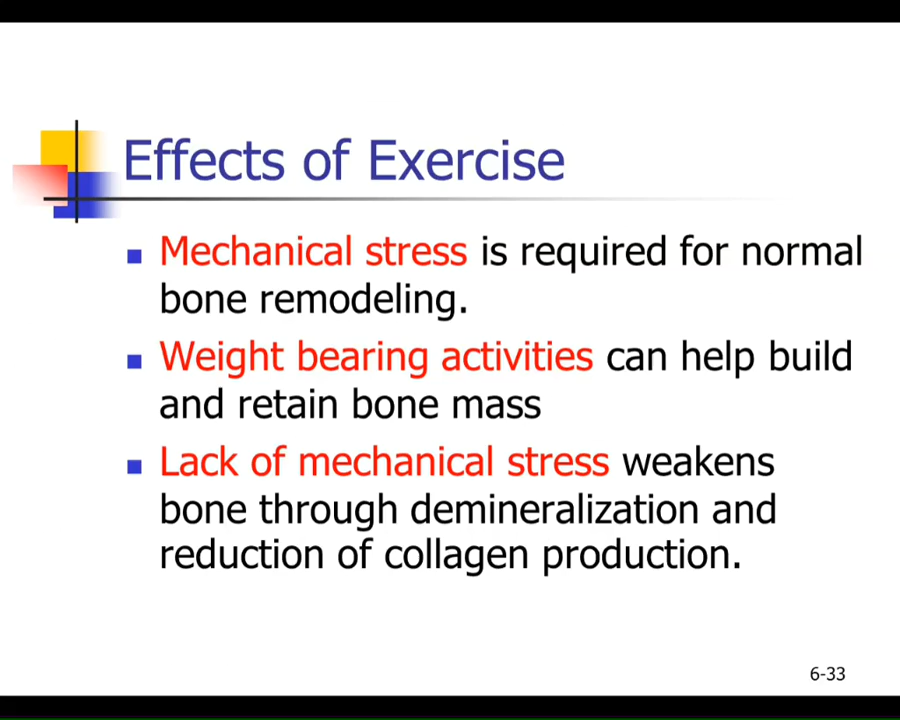 Effects of Exercise
Mechanical stress is required for normal
bone remodeling.
Weight bearing activities can help build
and retain bone mass
Lack of mechanical stress weakens
bone through demineralization and
reduction of collagen production.
6-33